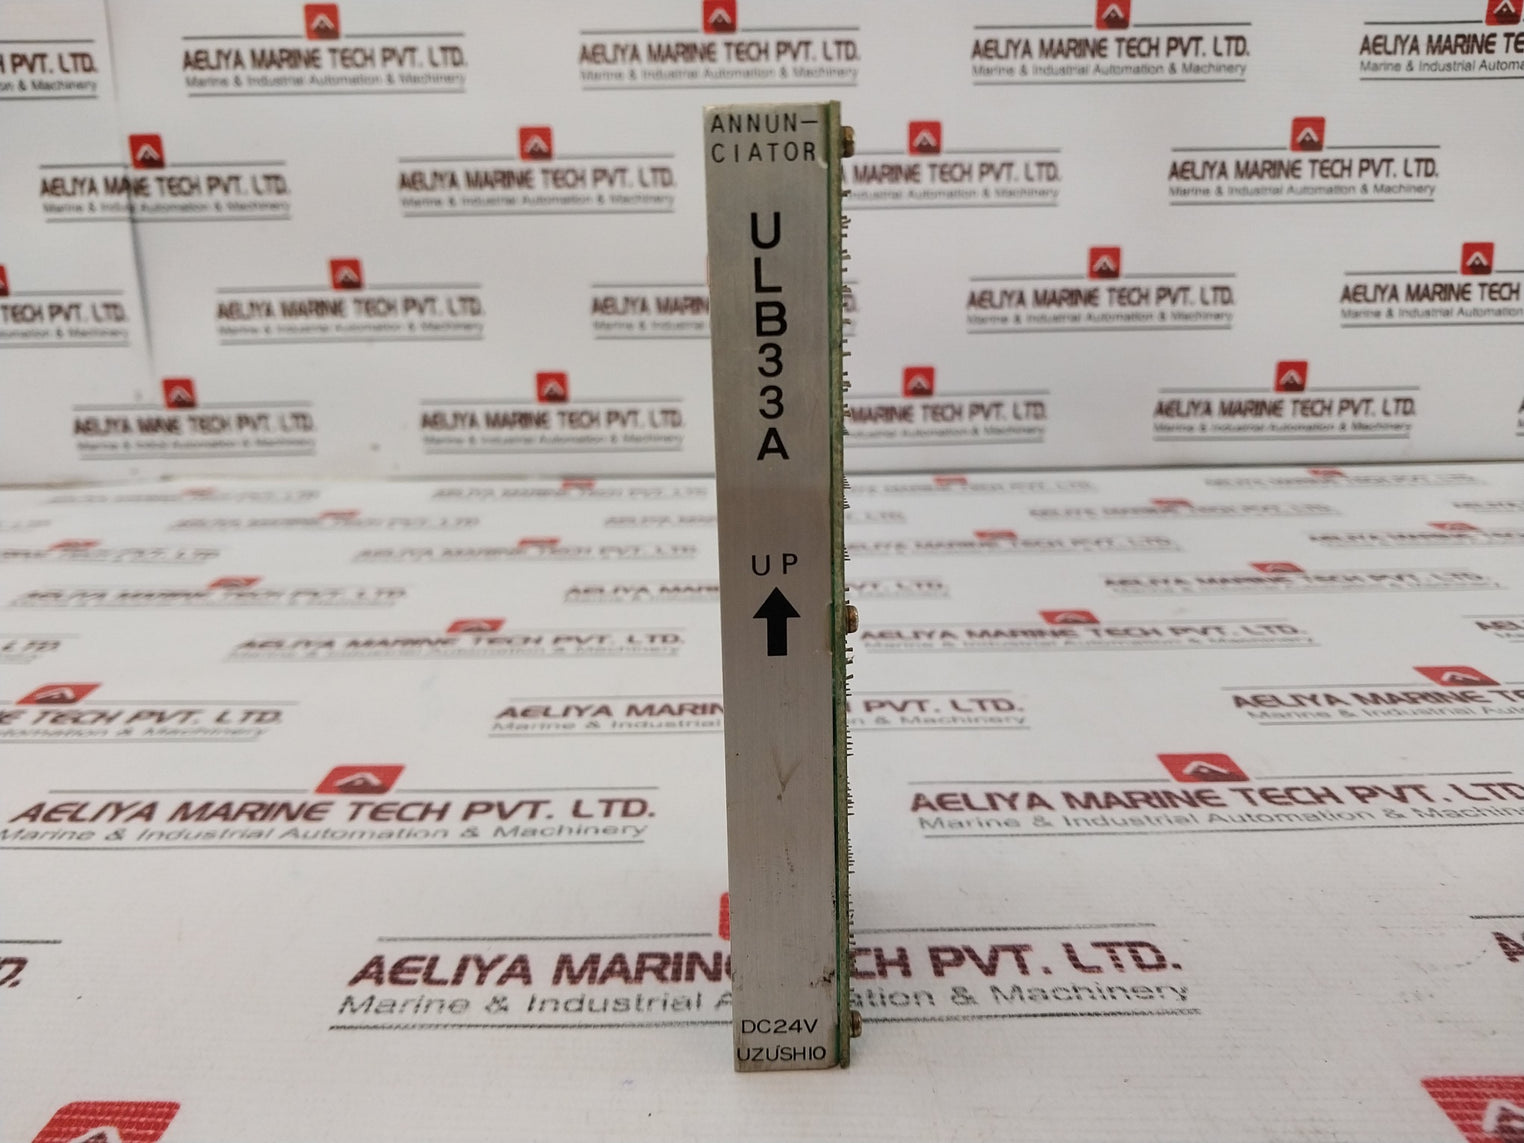 ANNUN-
CIATOR
ULB33A
UP
DC24V
UZUSHIO
AELIYA MARINE TECH PVT. LTD.
Marine & Industrial Automation & Machinery